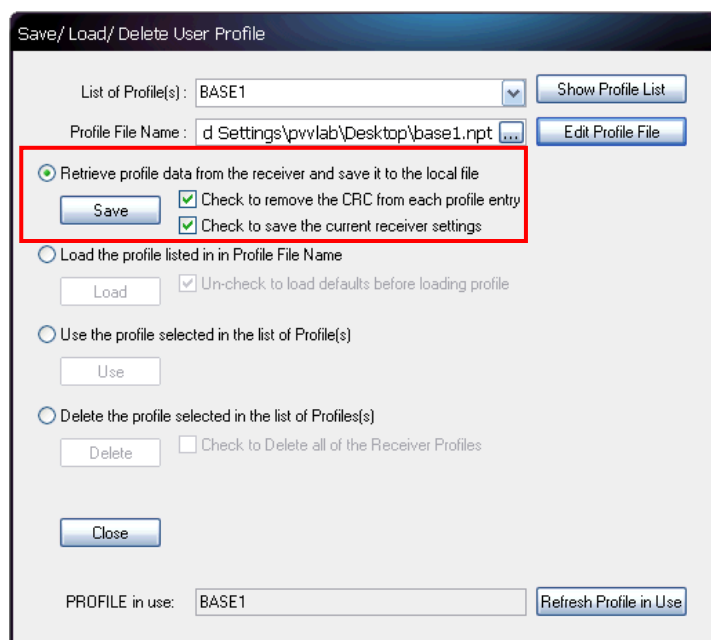 Save/ Load/ Delete User Profile
List of Profile(s) : BASE1 Show Profile List
Profile File Name : d Settings\pvvlab\Desktop\base1.npt ... Edit Profile File
Retrieve profile data from the receiver and save it to the local file
Save Check to remove the CRC from each profile entry
Check to save the current receiver settings
Load the profile listed in in Profile File Name
Load Un-check to load defaults before loading profile
Use the profile selected in the list of Profile(s)
Use
Delete the profile selected in the list of Profiles(s)
Delete Check to Delete all of the Receiver Profiles
Close
PROFILE in use: BASE1 Refresh Profile in Use